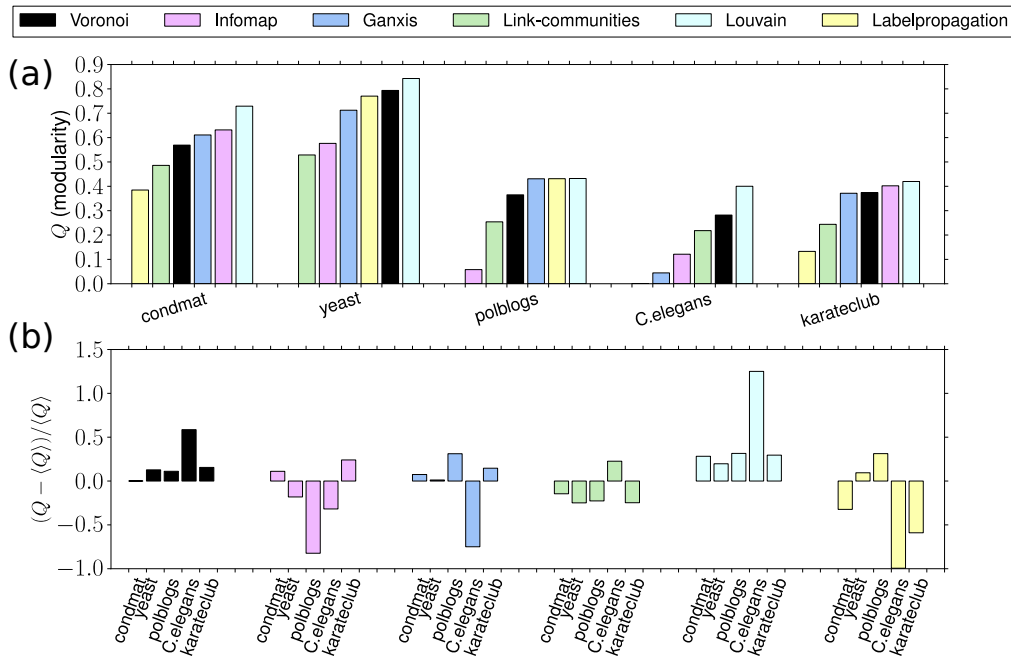 Voronoi Infomap Ganxis Link-communities Louvain Labelpropagation
(a)
Q (modularity)
0.9
0.8
0.7
0.6
0.5
0.4
0.3
0.2
0.1
0.0
condmat yeast polblogs C.elegans karateclub
(b)
(Q − ⟨Q⟩)/⟨Q⟩
1.5
1.0
0.5
0.0
−0.5
−1.0
condmat yeast polblogs C.elegans karateclub
condmat yeast polblogs C.elegans karateclub
condmat yeast polblogs C.elegans karateclub
condmat yeast polblogs C.elegans karateclub
condmat yeast polblogs C.elegans karateclub
condmat yeast polblogs C.elegans karateclub